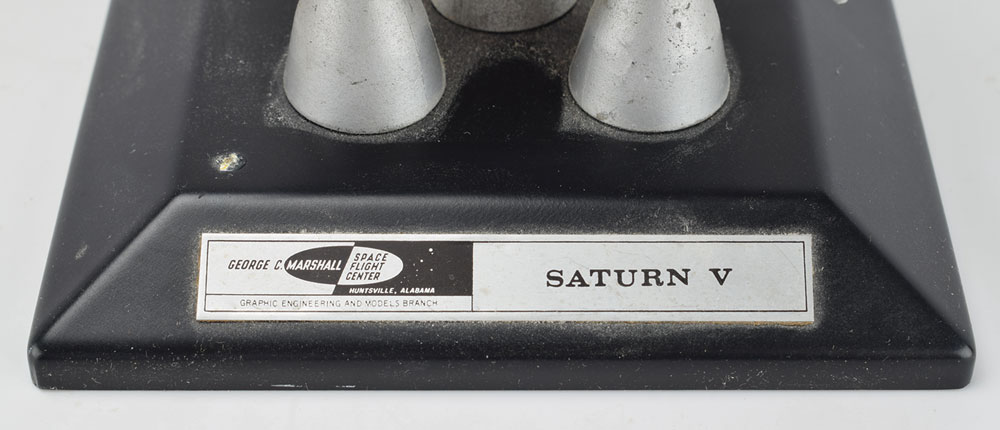 GEORGE C. MARSHALL SPACE
FLIGHT
CENTER
HUNTSVILLE, ALABAMA
GRAPHIC ENGINEERING AND MODELS BRANCH
SATURN V